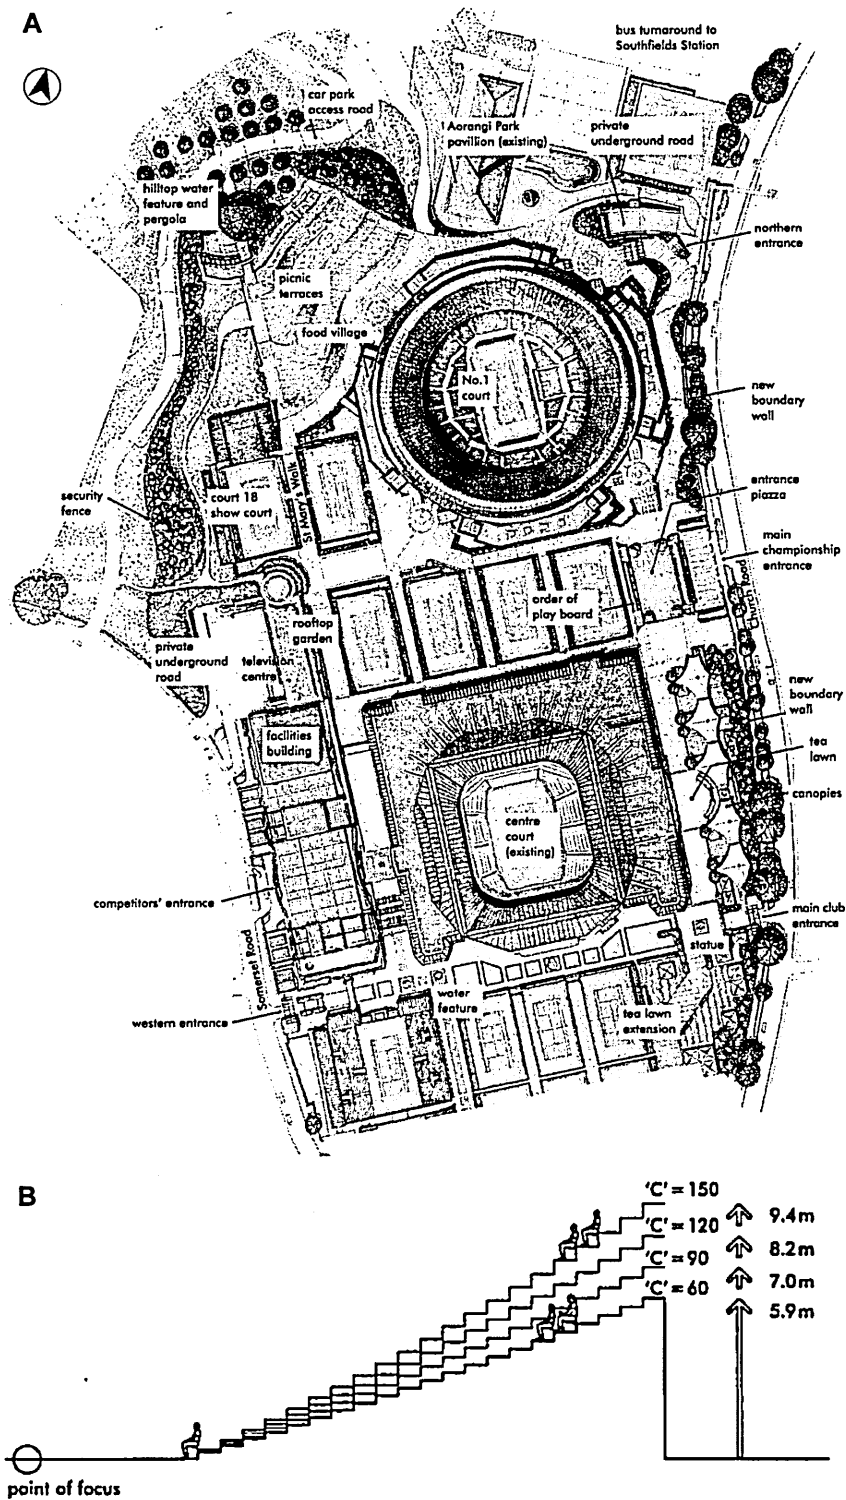 A
bus turnaround to
Southfields Station
car park
access road
Aorangi Park
pavillion (existing)
private
underground road
hilltop water
feature and
pergola
northern
entrance
picnic
terraces
food village
No.1
court
new
boundary
wall
security
fence
court 18
show court
St Mary's Walk
entrance
piazza
main
championship
entrance
order of
play board
Church Road
rooftop
garden
private
underground
road
television
centre
new
boundary
wall
facilities
building
tea
lawn
canopies
centre
court
(existing)
competitors' entrance
main club
entrance
statue
Somerset Road
water
feature
western entrance
tea lawn
extension
B
'C' = 150
9.4m
'C' = 120
8.2m
'C' = 90
7.0m
'C' = 60
5.9m
point of focus